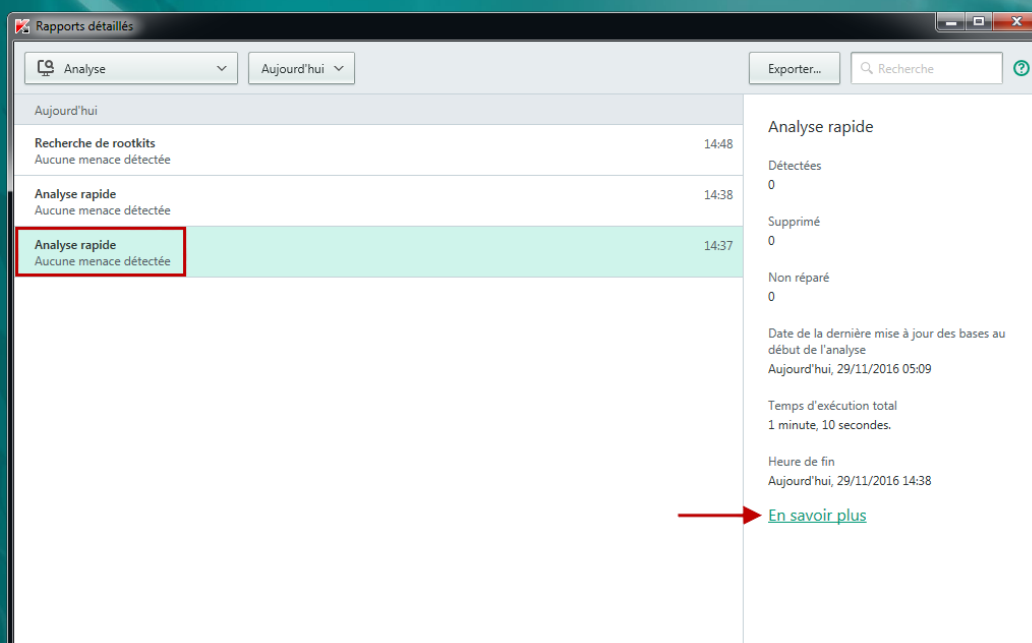 Rapports détaillés
Analyse
Aujourd'hui
Exporter...
Recherche
Aujourd'hui
Recherche de rootkits
14:48
Aucune menace détectée
Analyse rapide
14:38
Aucune menace détectée
Analyse rapide
14:37
Aucune menace détectée
Analyse rapide
Détectées
0
Supprimé
0
Non réparé
0
Date de la dernière mise à jour des bases au
début de l'analyse
Aujourd'hui, 29/11/2016 05:09
Temps d'exécution total
1 minute, 10 secondes.
Heure de fin
Aujourd'hui, 29/11/2016 14:38
En savoir plus